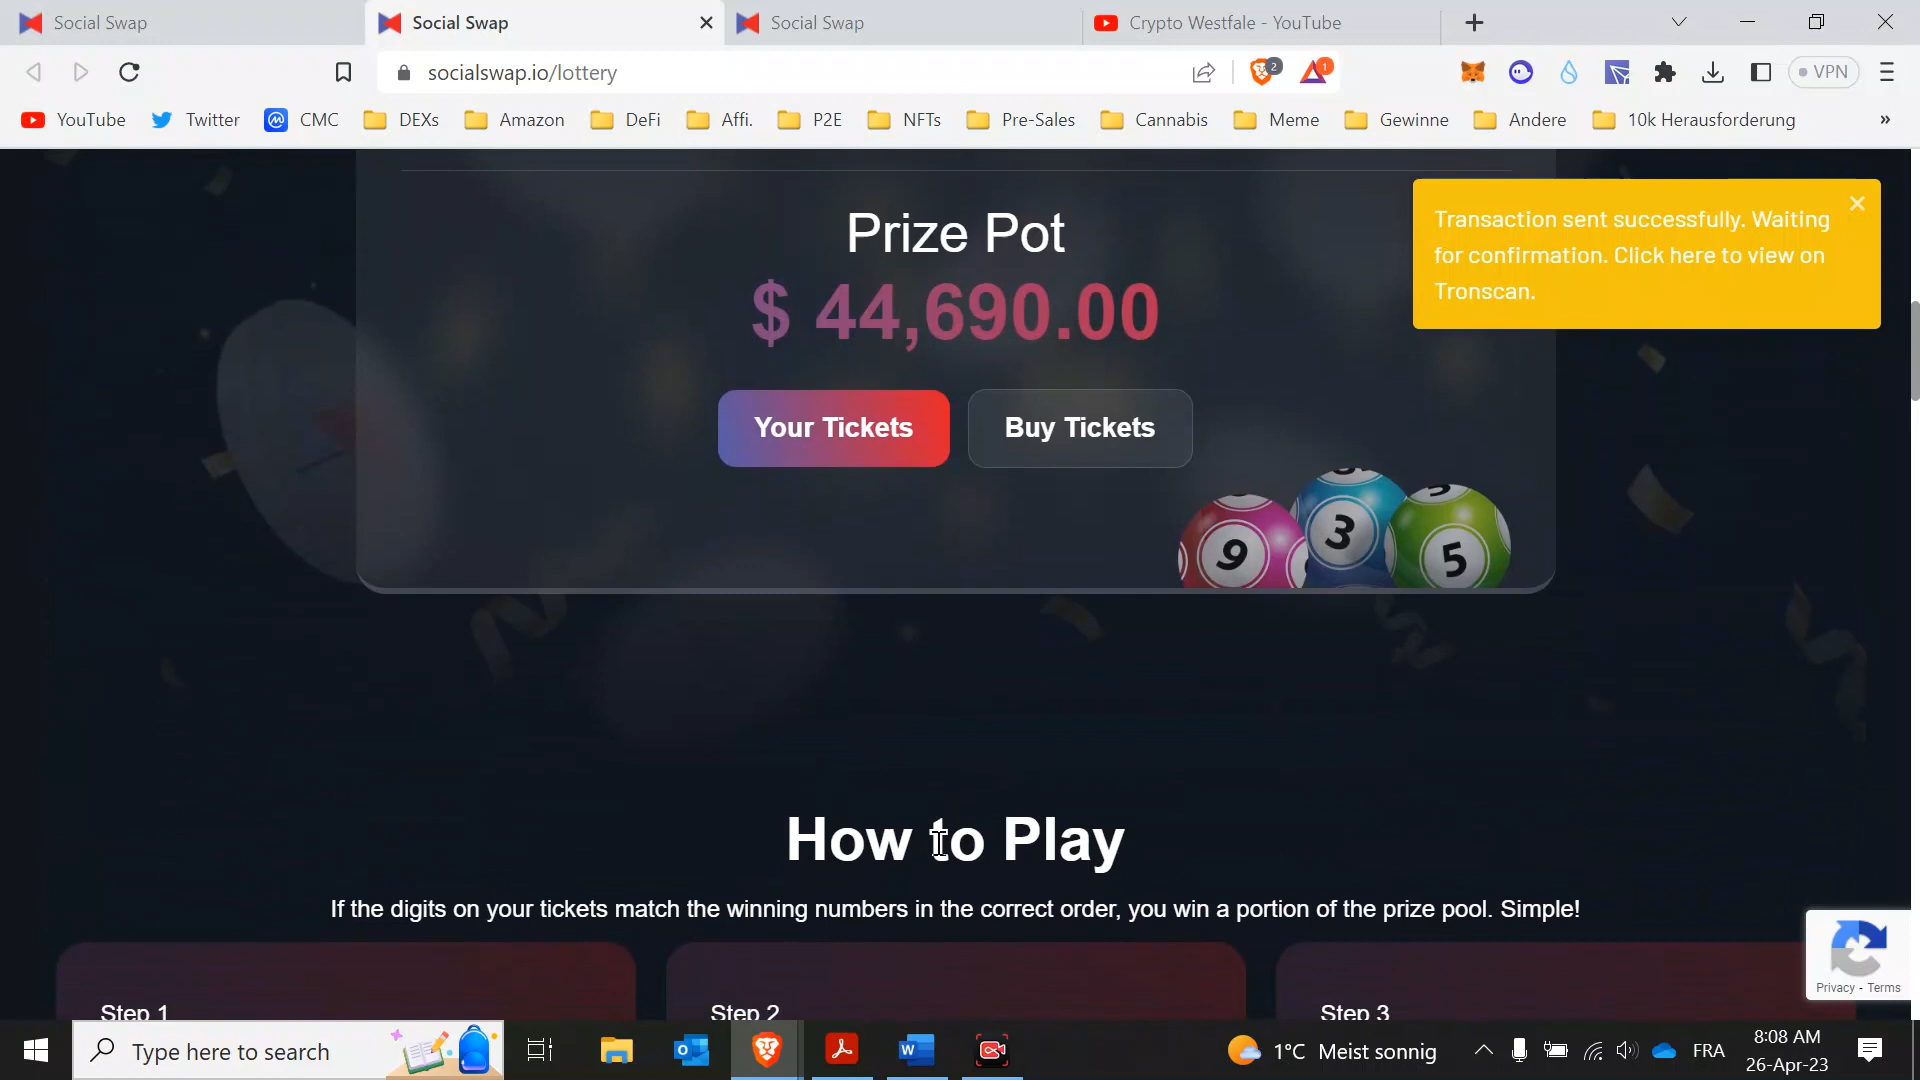 Social Swap
Social Swap
Social Swap
Crypto Westfale - YouTube
socialswap.io/lottery
2
1
VPN
YouTube
Twitter
CMC
DEXs
Amazon
DeFi
Affi.
P2E
NFTs
Pre-Sales
Cannabis
Meme
Gewinne
Andere
10k Herausforderung
»
Prize Pot
$ 44,690.00
Your Tickets
Buy Tickets
Transaction sent successfully. Waiting
for confirmation. Click here to view on
Tronscan.
9
3
5
How to Play
If the digits on your tickets match the winning numbers in the correct order, you win a portion of the prize pool. Simple!
Step 1
Step 2
Step 3
Privacy - Terms
Type here to search
1°C Meist sonnig
FRA
8:08 AM
26-Apr-23